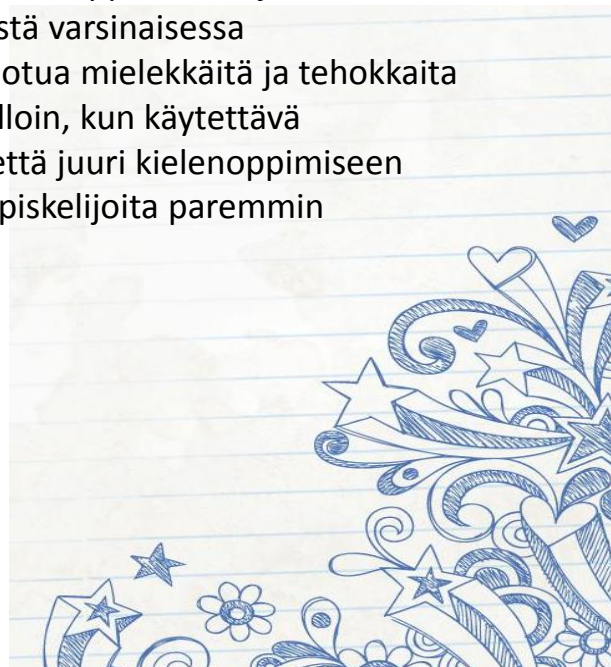 stä varsinaisessa
otua mielekkäitä ja tehokkaita
lloin, kun käytettävä
että juuri kielenoppimiseen
piskelijoita paremmin